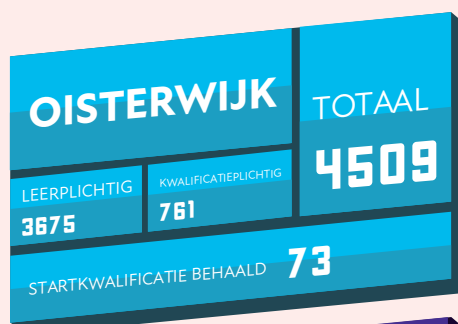 OISTERWIJK
TOTAAL
4509
LEERPLICHTIG
3675
KWALIFICATIEPLICHTIG
761
STARTKWALIFICATIE BEHAALD 73